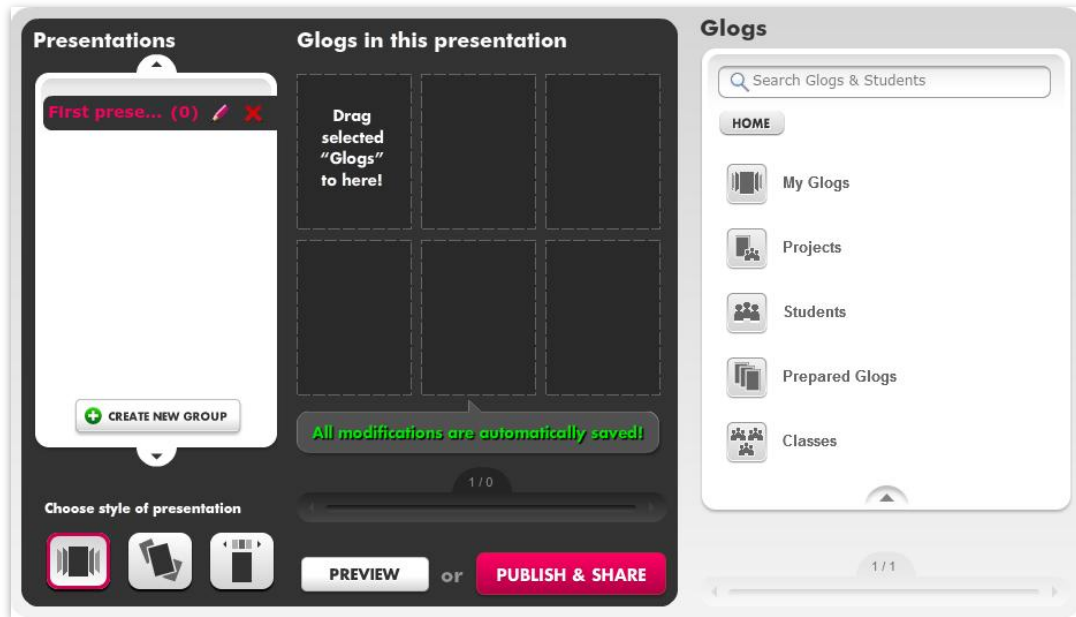 Presentations
First prese... (0)
CREATE NEW GROUP
Choose style of presentation
Glogs in this presentation
Drag
selected
“Glogs”
to here!
All modifications are automatically saved!
1 / 0
PREVIEW or PUBLISH & SHARE
Glogs
Search Glogs & Students
HOME
My Glogs
Projects
Students
Prepared Glogs
Classes
1 / 1